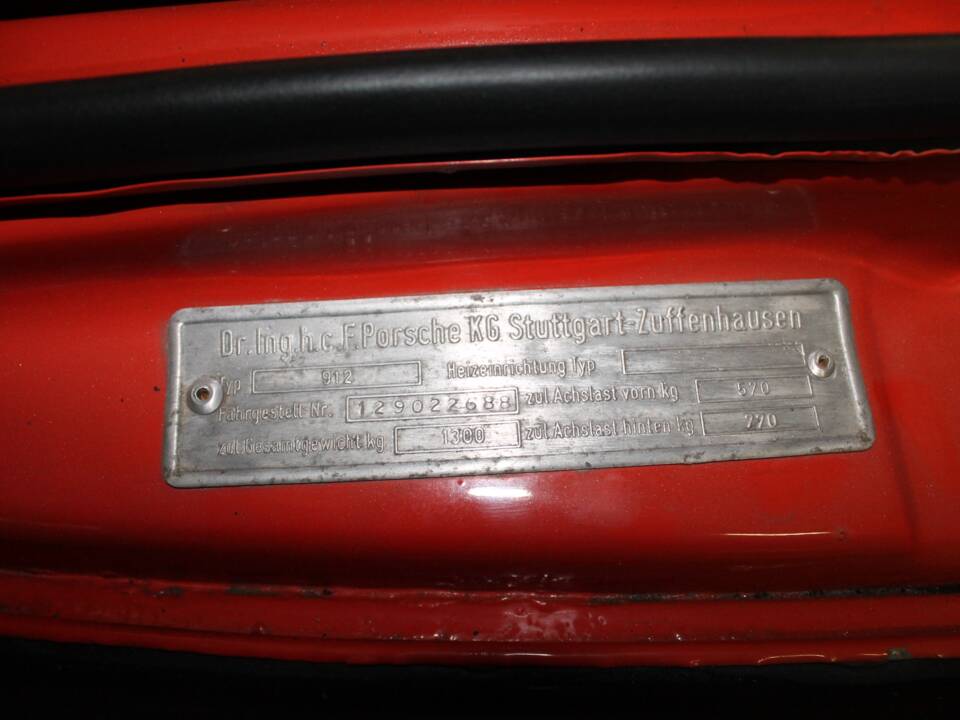 Dr. Ing. h. c. F. Porsche KG. Stuttgart-Zuffenhausen
Typ 912 Heizeinrichtung Typ
Fahrgestell Nr. 129022688 zul Achslast vorn kg 570
zul Gesamtgewicht kg 1300 zul Achslast hinten kg 770